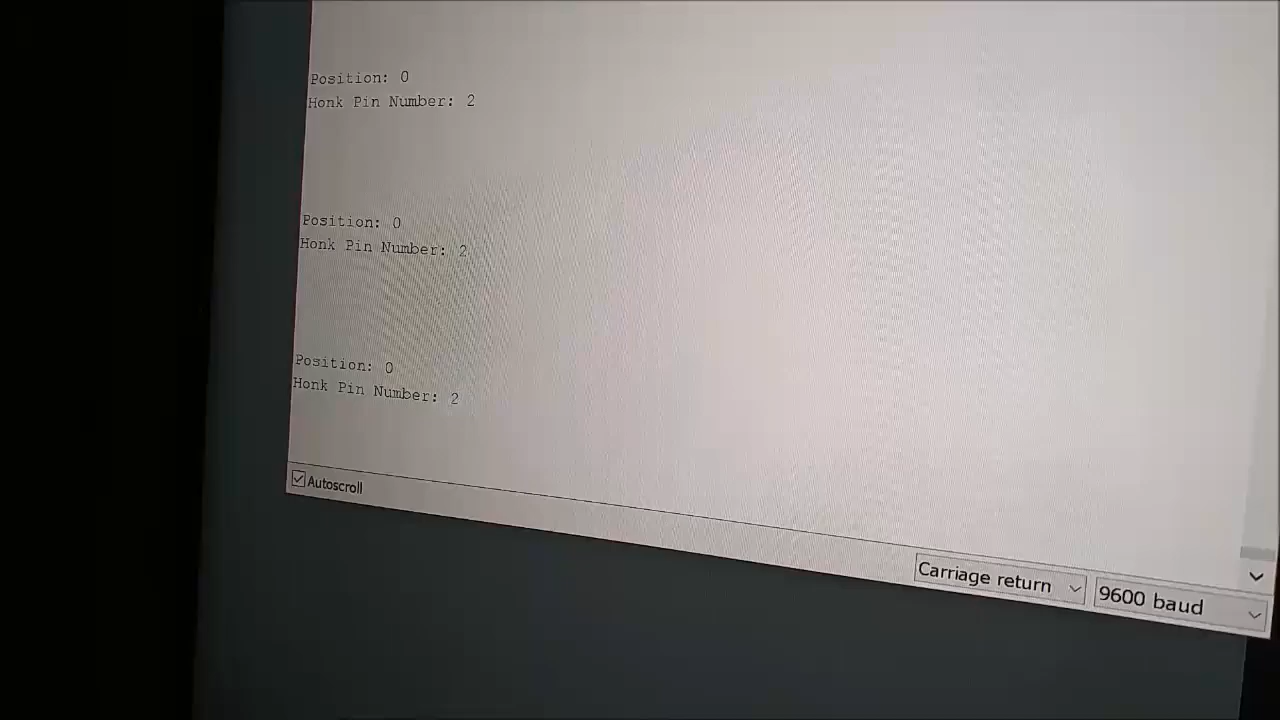 Position: 0
Honk Pin Number: 2
Position: 0
Honk Pin Number: 2
Position: 0
Honk Pin Number: 2
Autoscroll
Carriage return
9600 baud